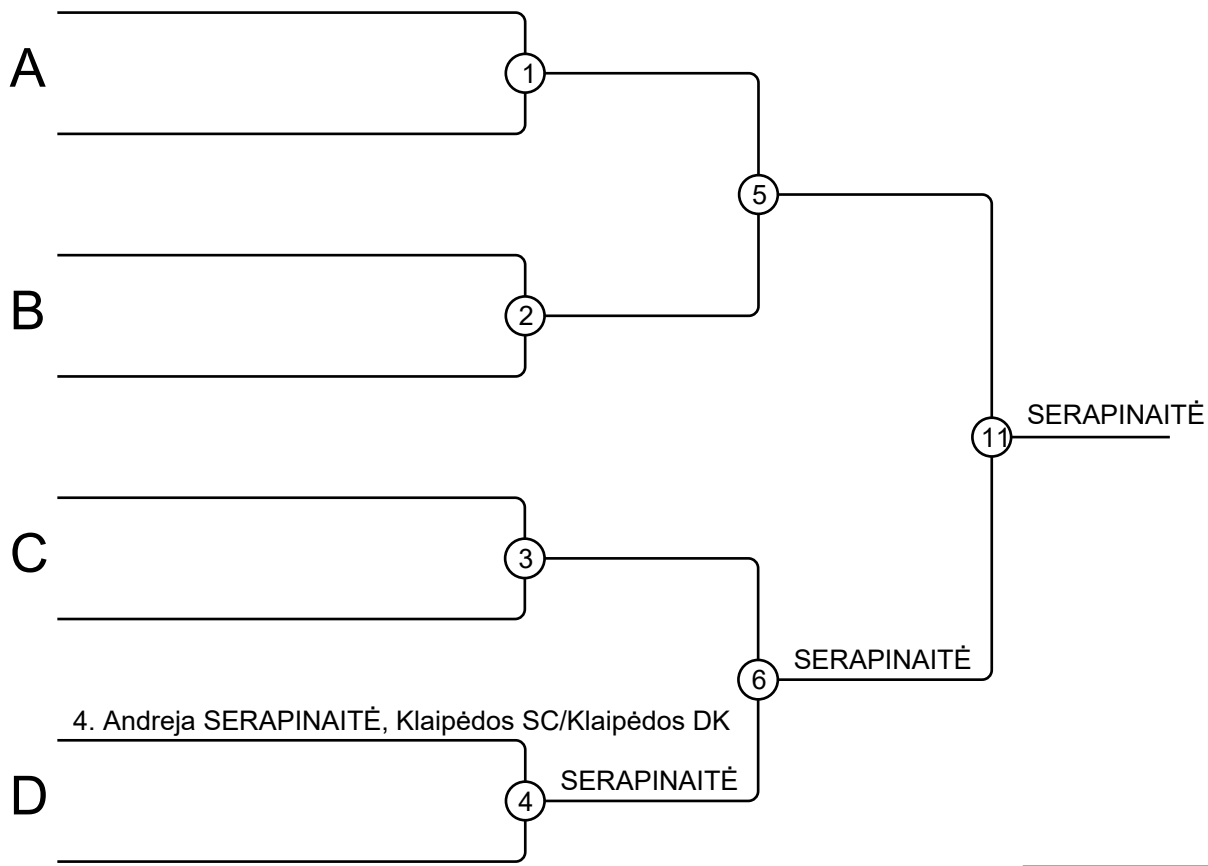 A
1
5
B
2
SERAPINAITĖ
11
C
3
SERAPINAITĖ
6
4. Andreja SERAPINAITĖ, Klaipėdos SC/Klaipėdos DK
SERAPINAITĖ
D
4